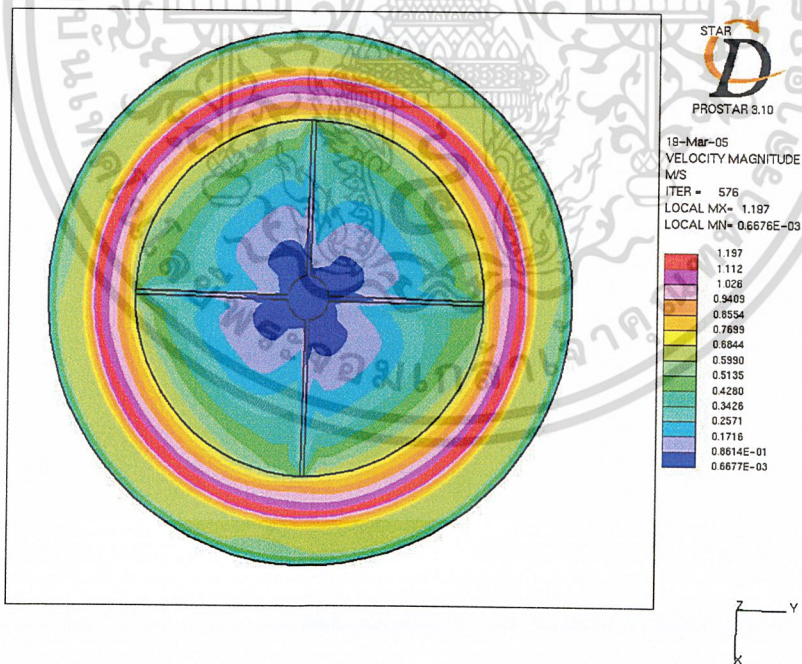 STAR
D
PROSTAR 3.10
19-Mar-05
VELOCITY MAGNITUDE
M/S
ITER = 576
LOCAL MX= 1.197
LOCAL MN= 0.6676E-03
1.197
1.112
1.026
0.9409
0.8554
0.7699
0.6844
0.5990
0.5135
0.4280
0.3426
0.2571
0.1716
0.8614E-01
0.6677E-03
Z
Y
X